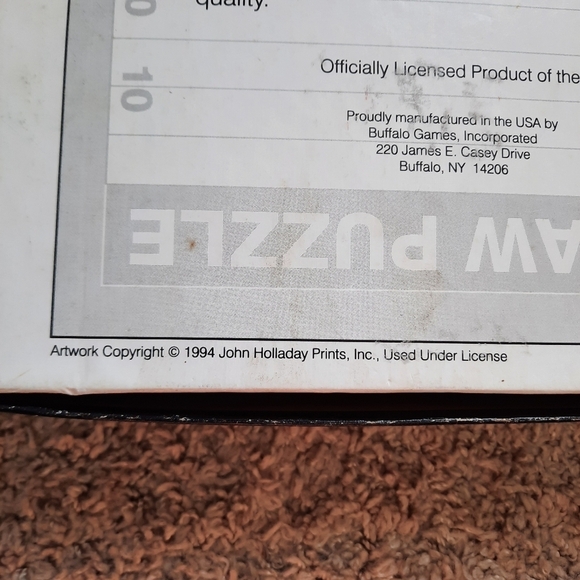 quality.
0
10
Officially Licensed Product of the
Proudly manufactured in the USA by
Buffalo Games, Incorporated
220 James E. Casey Drive
Buffalo, NY 14206
AW PUZZLE
Artwork Copyright © 1994 John Holladay Prints, Inc., Used Under License